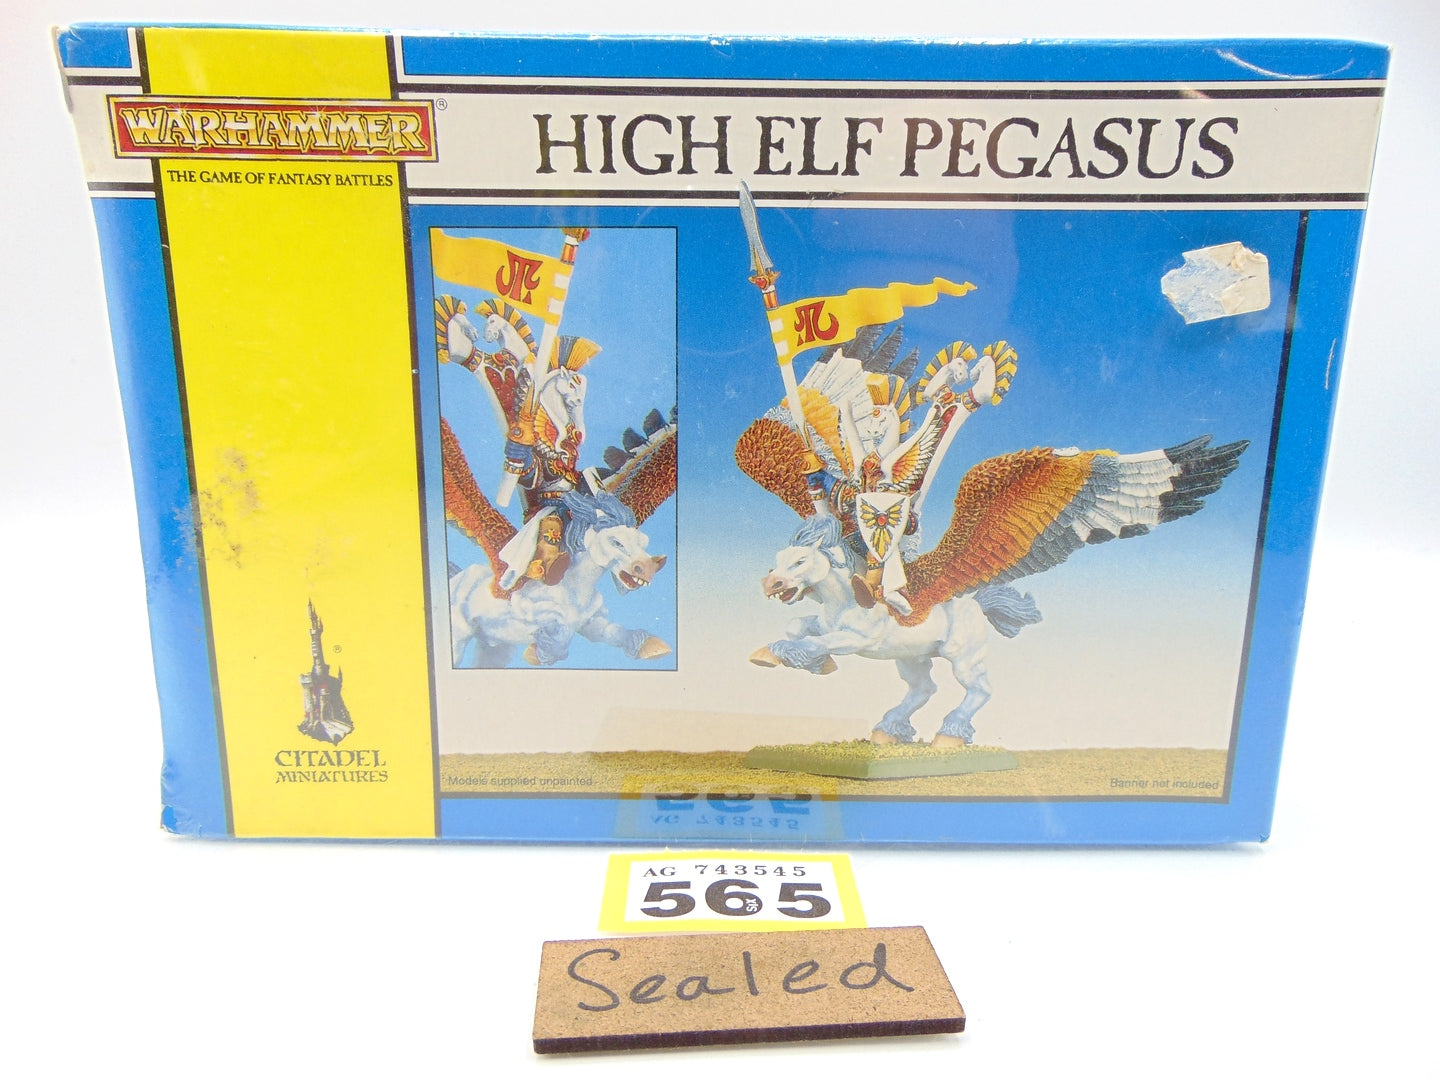 WARHAMMER ®
THE GAME OF FANTASY BATTLES
HIGH ELF PEGASUS
®
CITADEL
MINIATURES
Models supplied unpainted
Banner not included
AG 743545
565
Six
Sealed